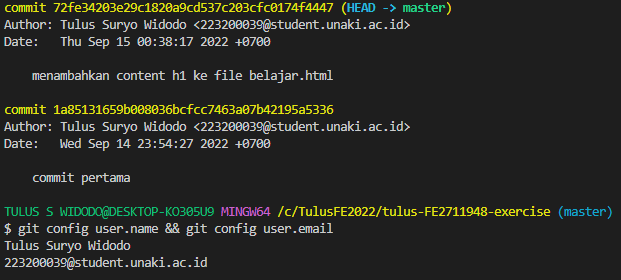 commit 72fe34203e29c1820a9cd537c203cfc0174f4447 (HEAD -> master)
Author: Tulus Suryo Widodo <223200039@student.unaki.ac.id>
Date:   Thu Sep 15 00:38:17 2022 +0700
    menambahkan content h1 ke file belajar.html
commit 1a85131659b008036bcfcc7463a07b42195a5336
Author: Tulus Suryo Widodo <223200039@student.unaki.ac.id>
Date:   Wed Sep 14 23:54:27 2022 +0700
    commit pertama
TULUS S WIDODO@DESKTOP-KO305U9 MINGW64 /c/TulusFE2022/tulus-FE2711948-exercise (master)
$ git config user.name && git config user.email
Tulus Suryo Widodo
223200039@student.unaki.ac.id